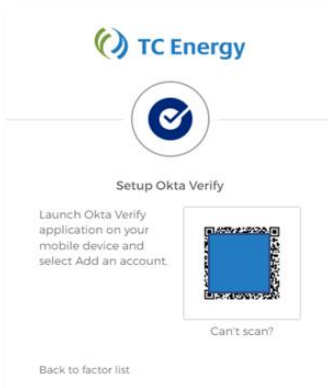 TC Energy
Setup Okta Verify
Launch Okta Verify
application on your
mobile device and
select Add an account.
Can't scan?
Back to factor list